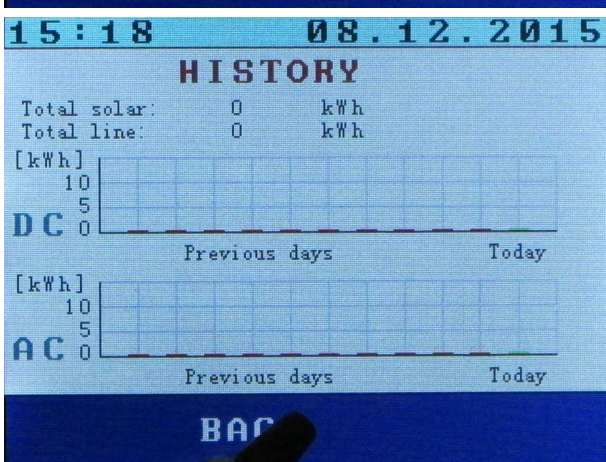 15:18 08.12.2015
HISTORY
Total solar: 0 kWh
Total line: 0 kWh
[kWh]
10
5
DC 0
Previous days Today
[kWh]
10
5
AC 0
Previous days Today